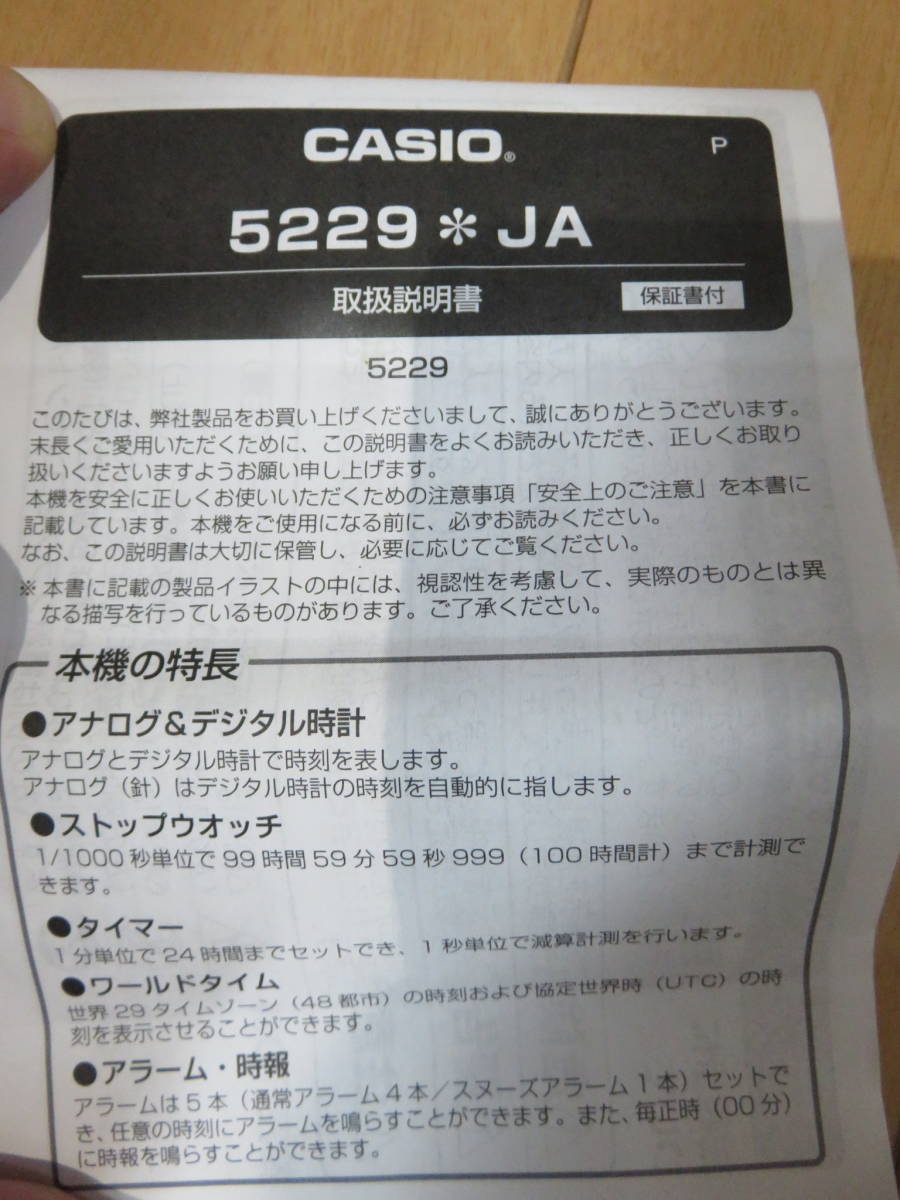 CASIO®
P
5229＊JA
取扱説明書
保証書付
5229
このたびは、弊社製品をお買い上げくださいまして、誠にありがとうございます。
末長くご愛用いただくために、この説明書をよくお読みいただき、正しくお取り
扱いくださいますようお願い申し上げます。
本機を安全に正しくお使いいただくための注意事項「安全上のご注意」を本書に
記載しています。本機をご使用になる前に、必ずお読みください。
なお、この説明書は大切に保管し、必要に応じてご覧ください。
※ 本書に記載の製品イラストの中には、視認性を考慮して、実際のものとは異
なる描写を行っているものがあります。ご了承ください。
本機の特長
●アナログ＆デジタル時計
アナログとデジタル時計で時刻を表します。
アナログ（針）はデジタル時計の時刻を自動的に指します。
●ストップウオッチ
1/1000秒単位で99時間59分59秒999（100時間計）まで計測で
きます。
●タイマー
1分単位で24時間までセットでき、1秒単位で減算計測を行います。
●ワールドタイム
世界29タイムゾーン（48都市）の時刻および協定世界時（UTC）の時
刻を表示させることができます。
●アラーム・時報
アラームは5本（通常アラーム4本／スヌーズアラーム1本）セットで
き、任意の時刻にアラームを鳴らすことができます。また、毎正時（00分）
に時報を鳴らすことができます。